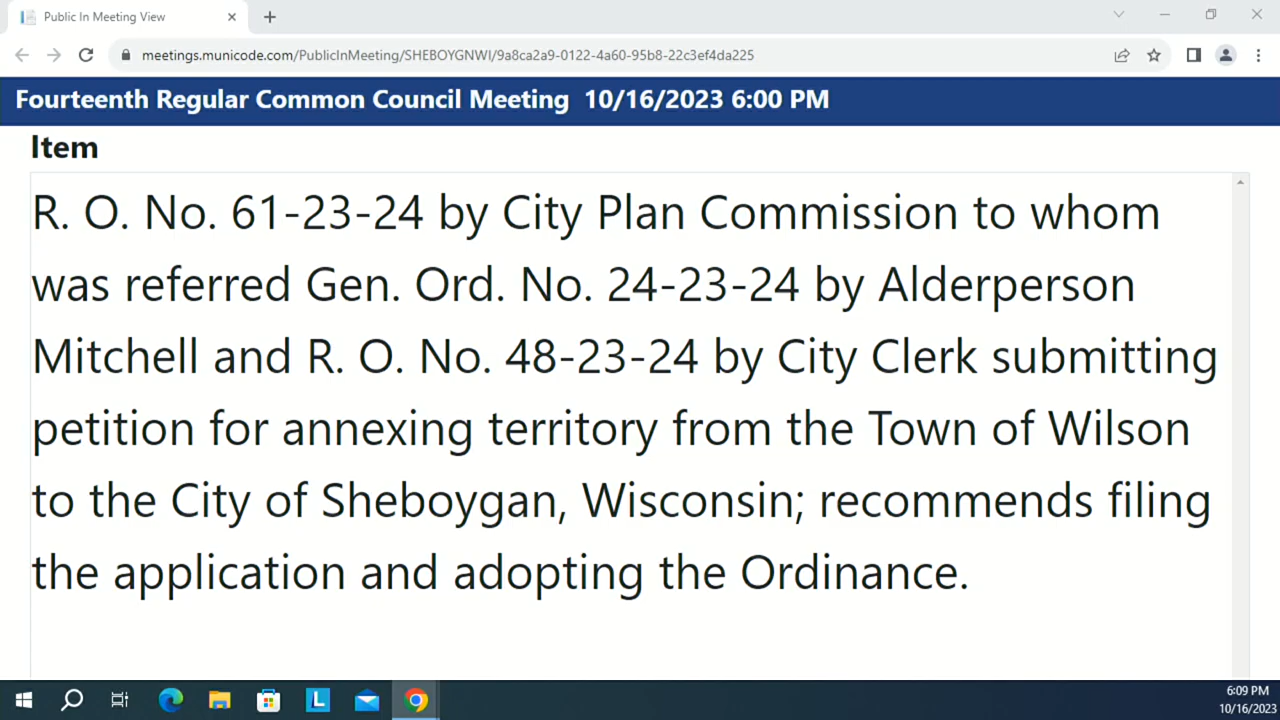 Public In Meeting View
meetings.municode.com/PublicInMeeting/SHEBOYGNWI/9a8ca2a9-0122-4a60-95b8-22c3ef4da225
Fourteenth Regular Common Council Meeting 10/16/2023 6:00 PM
Item
R. O. No. 61-23-24 by City Plan Commission to whom
was referred Gen. Ord. No. 24-23-24 by Alderperson
Mitchell and R. O. No. 48-23-24 by City Clerk submitting
petition for annexing territory from the Town of Wilson
to the City of Sheboygan, Wisconsin; recommends filing
the application and adopting the Ordinance.
L
6:09 PM
10/16/2023